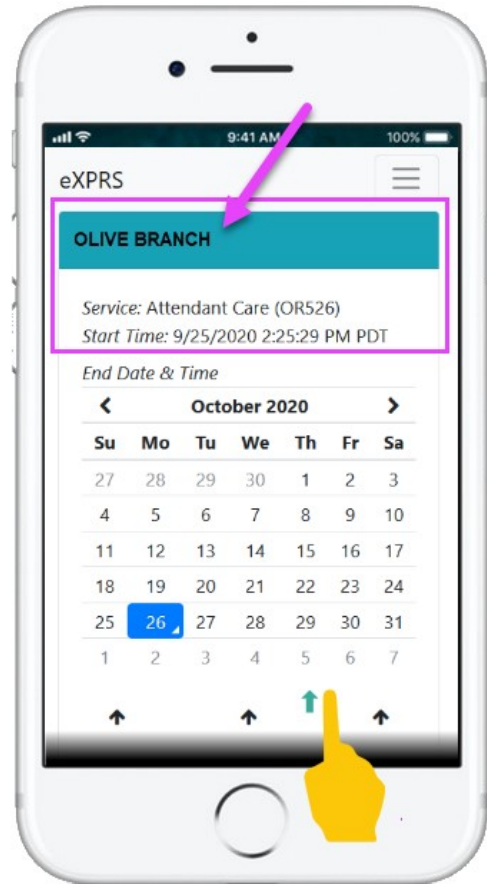 9:41 AM 100%
eXPRS
OLIVE BRANCH
Service: Attendant Care (OR526)
Start Time: 9/25/2020 2:25:29 PM PDT
End Date & Time
October 2020
Su Mo Tu We Th Fr Sa
27 28 29 30 1 2 3
4 5 6 7 8 9 10
11 12 13 14 15 16 17
18 19 20 21 22 23 24
25 26 27 28 29 30 31
1 2 3 4 5 6 7